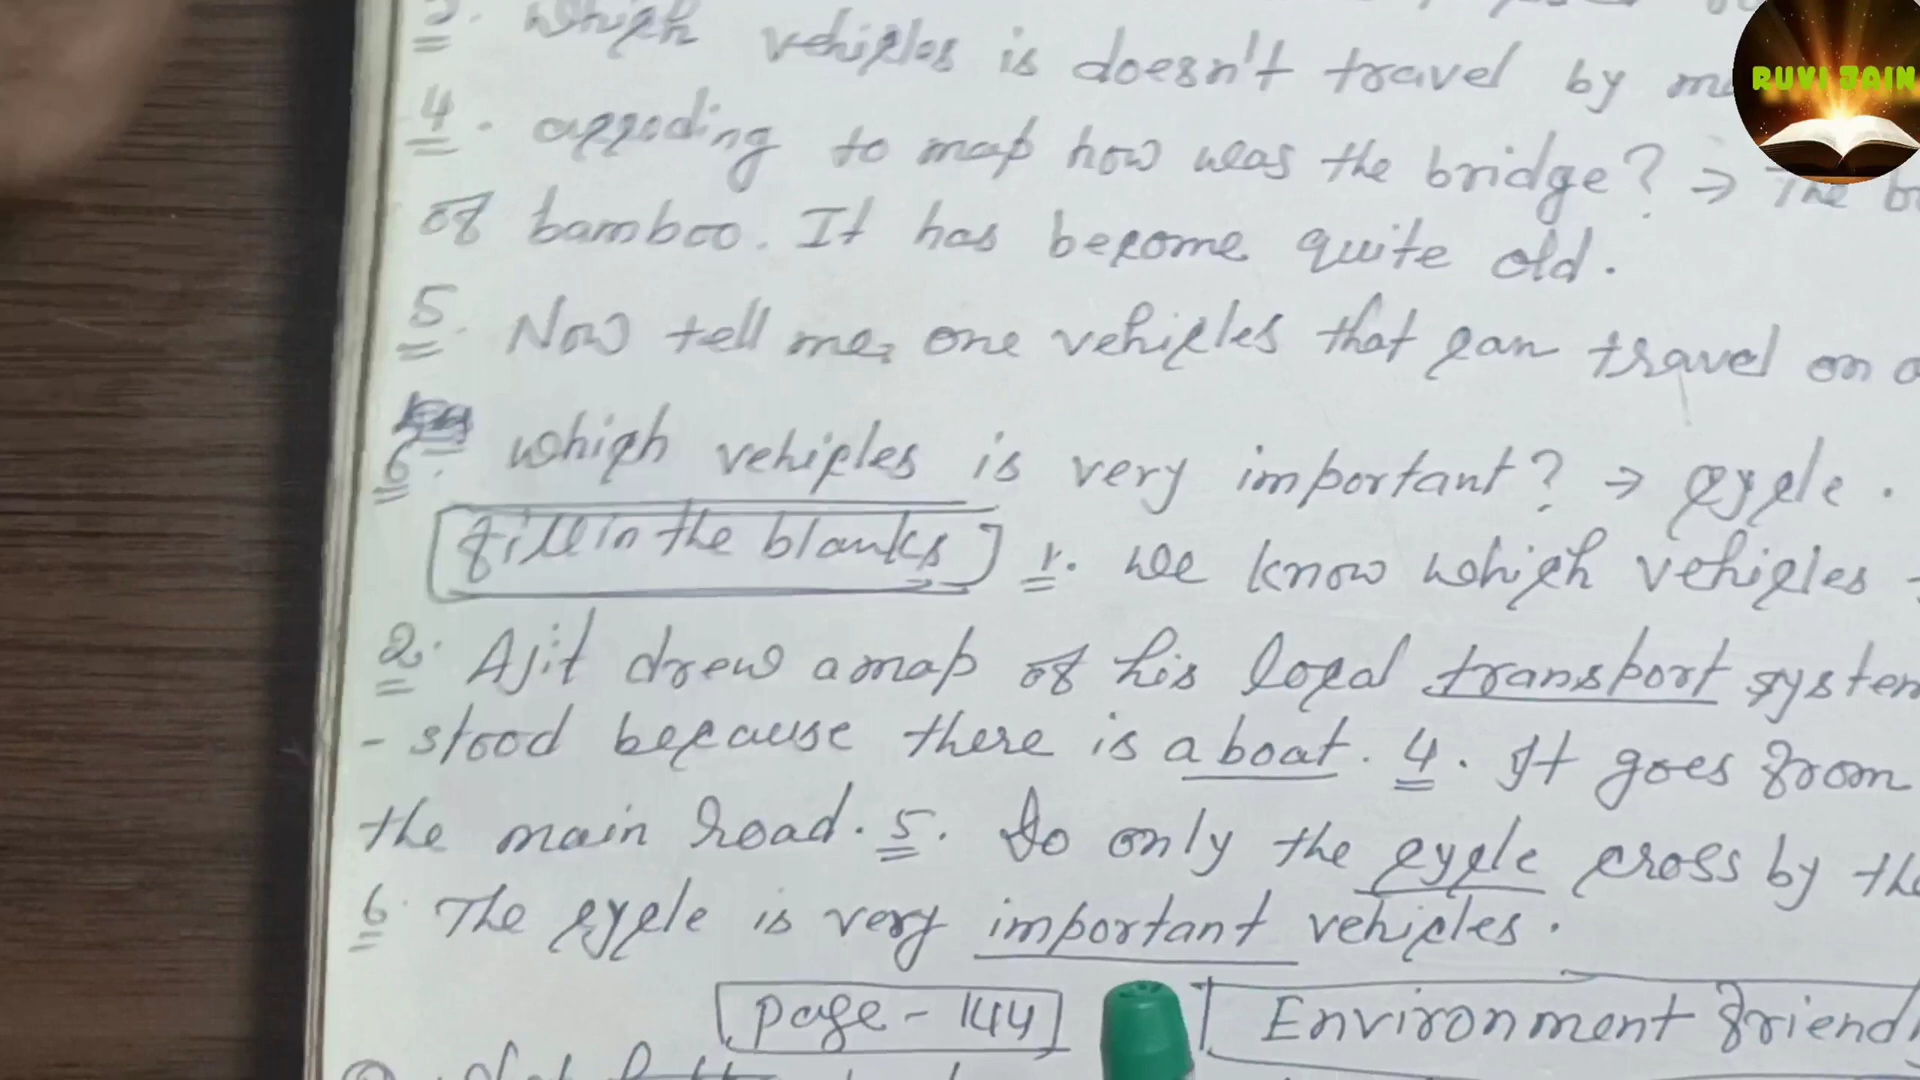 3. which vehicles is doesn't travel by
RUVI JAIN
4. accoding to map how was the bridge? → The
of bamboo. It has become quite old.
5. Now tell me, one vehicles that can travel on
6. which vehicles is very important? → cycle.
fill in the blanks 1. we know which vehicles
2. Ajit drew a map of his local transport system
- stood because there is a boat. 4. It goes from
the main road. 5. So only the cycle cross by the
6. The cycle is very important vehicles.
page - 144 Environment friend